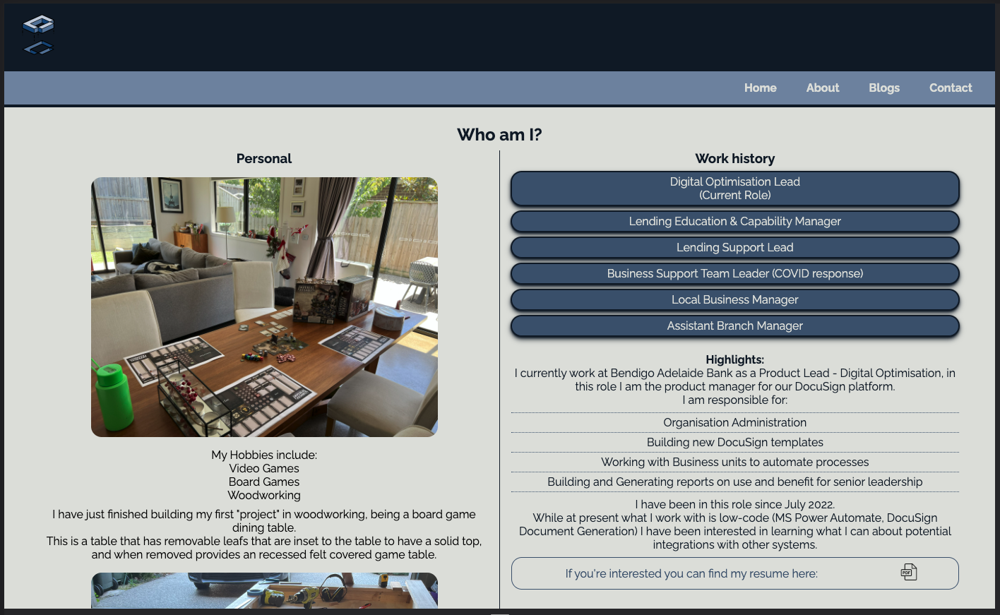 Home
About
Blogs
Contact
Who am I?
Personal
My Hobbies include:
Video Games
Board Games
Woodworking
I have just finished building my first "project" in woodworking, being a board game
dining table.
This is a table that has removable leafs that are inset to the table to have a solid top,
and when removed provides an recessed felt covered game table.
Work history
Digital Optimisation Lead
(Current Role)
Lending Education & Capability Manager
Lending Support Lead
Business Support Team Leader (COVID response)
Local Business Manager
Assistant Branch Manager
Highlights:
I currently work at Bendigo Adelaide Bank as a Product Lead - Digital Optimisation, in
this role I am the product manager for our DocuSign platform.
I am responsible for:
Organisation Administration
Building new DocuSign templates
Working with Business units to automate processes
Building and Generating reports on use and benefit for senior leadership
I have been in this role since July 2022.
While at present what I work with is low-code (MS Power Automate, DocuSign
Document Generation) I have been interested in learning what I can about potential
integrations with other systems.
If you're interested you can find my resume here:
PDF